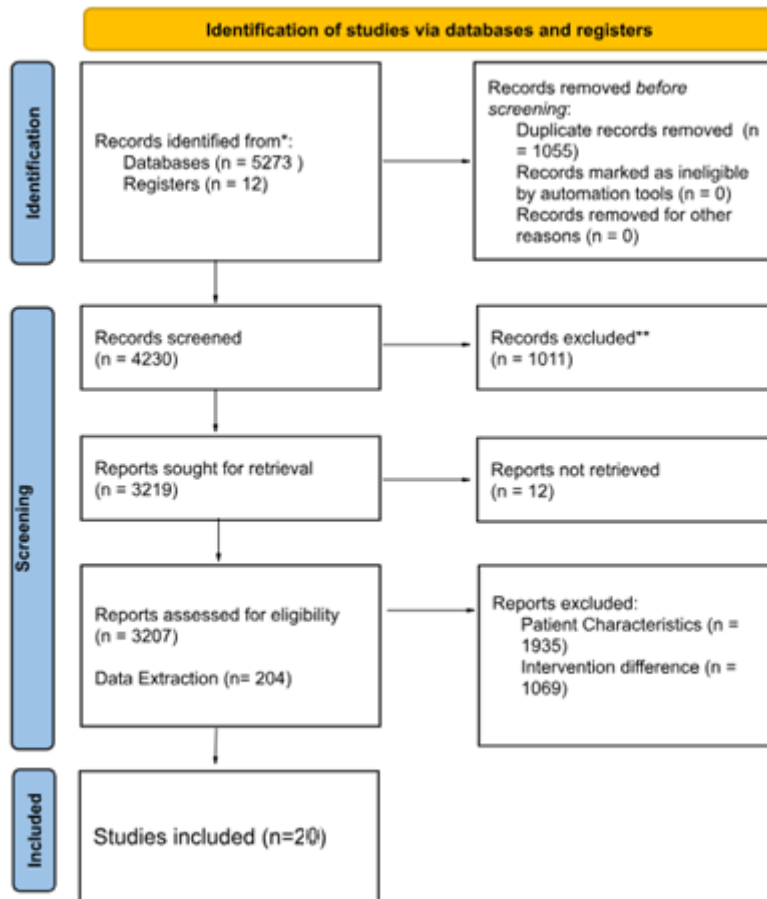 Identification of studies via databases and registers
Identification
Records identified from*:
Databases (n = 5273 )
Registers (n = 12)
Records removed before
screening:
Duplicate records removed (n
= 1055)
Records marked as ineligible
by automation tools (n = 0)
Records removed for other
reasons (n = 0)
Screening
Records screened
(n = 4230)
Records excluded**
(n = 1011)
Reports sought for retrieval
(n = 3219)
Reports not retrieved
(n = 12)
Reports assessed for eligibility
(n = 3207)
Data Extraction (n= 204)
Reports excluded:
Patient Characteristics (n =
1935)
Intervention difference (n =
1069)
Included
Studies included